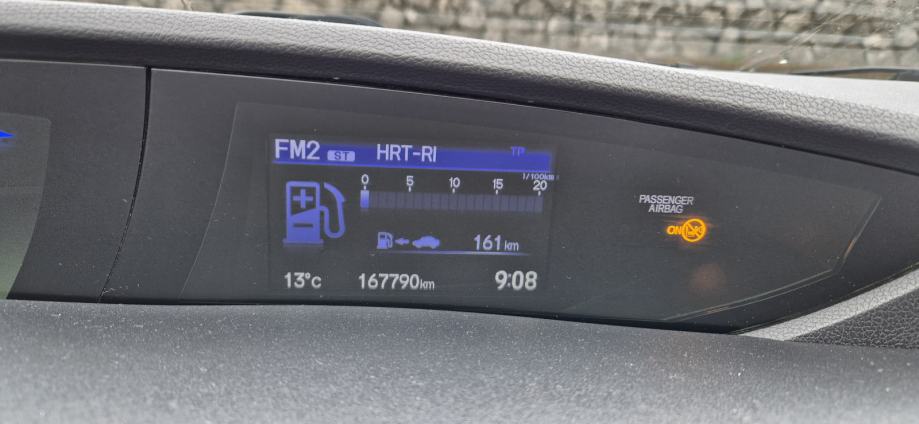 FM2 ST HRT-RI TP
l/100km
0 5 10 15 20
161 km
13°C 167790km 9:08
PASSENGER
AIRBAG
ON